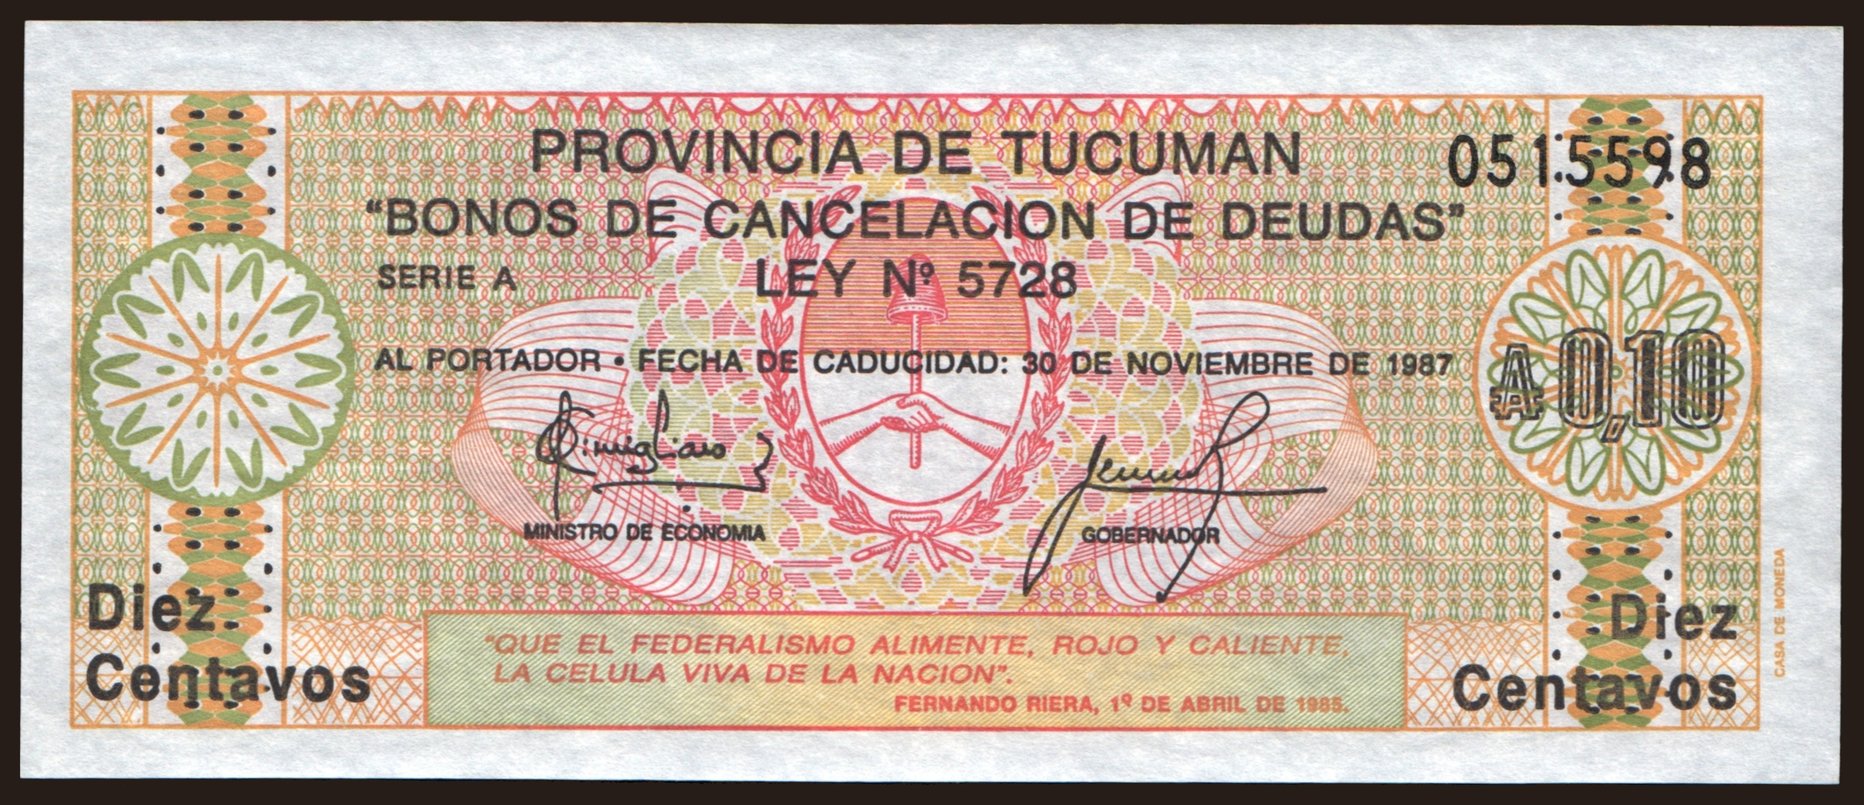 PROVINCIA DE TUCUMAN
0515598
“BONOS DE CANCELACION DE DEUDAS”
SERIE A
LEY Nº 5728
AL PORTADOR • FECHA DE CADUCIDAD: 30 DE NOVIEMBRE DE 1987
₳ 0,10
MINISTRO DE ECONOMIA
GOBERNADOR
Diez
Centavos
Diez
Centavos
"QUE EL FEDERALISMO ALIMENTE, ROJO Y CALIENTE,
LA CELULA VIVA DE LA NACION".
FERNANDO RIERA, 1º DE ABRIL DE 1985.
CASA DE MONEDA